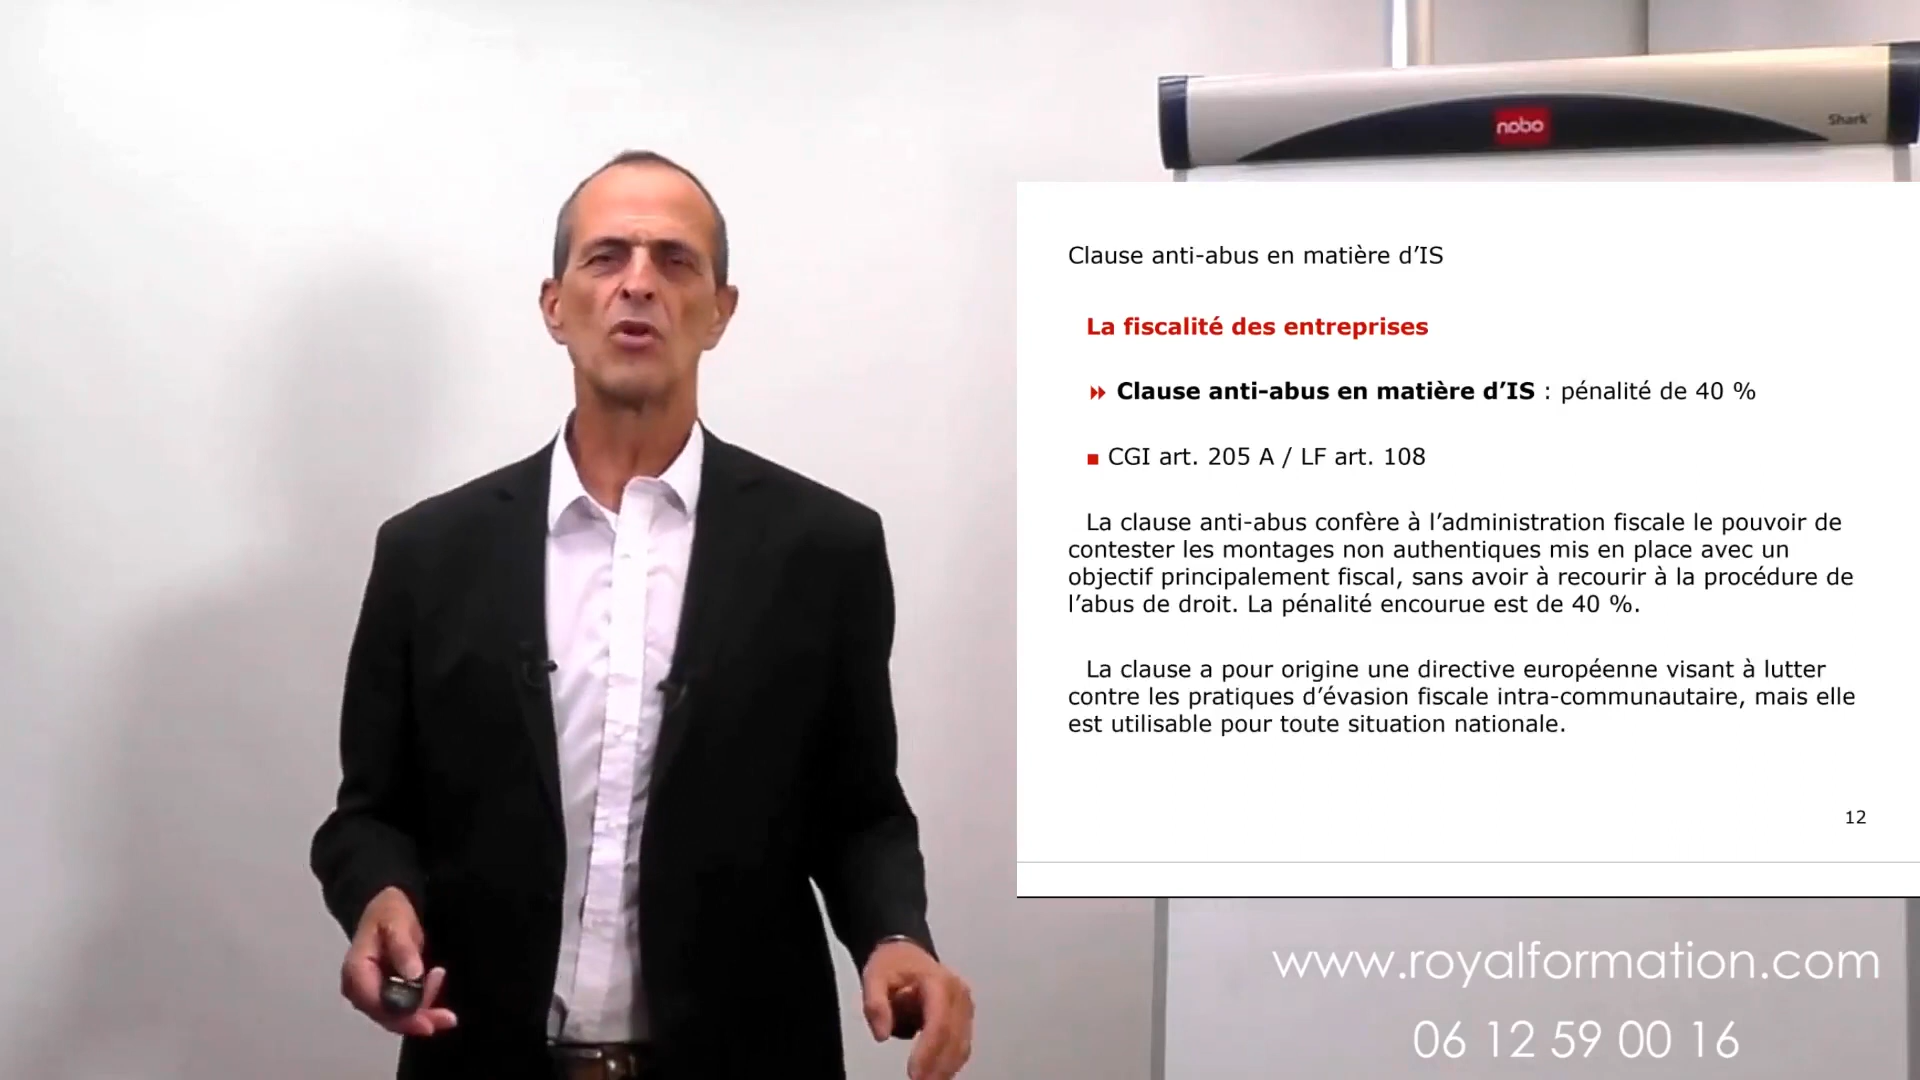 nobo
Shark
Clause anti-abus en matière d’IS
La fiscalité des entreprises
Clause anti-abus en matière d’IS : pénalité de 40 %
CGI art. 205 A / LF art. 108
La clause anti-abus confère à l’administration fiscale le pouvoir de
contester les montages non authentiques mis en place avec un
objectif principalement fiscal, sans avoir à recourir à la procédure de
l’abus de droit. La pénalité encourue est de 40 %.
La clause a pour origine une directive européenne visant à lutter
contre les pratiques d’évasion fiscale intra-communautaire, mais elle
est utilisable pour toute situation nationale.
12
www.royalformation.com
06 12 59 00 16